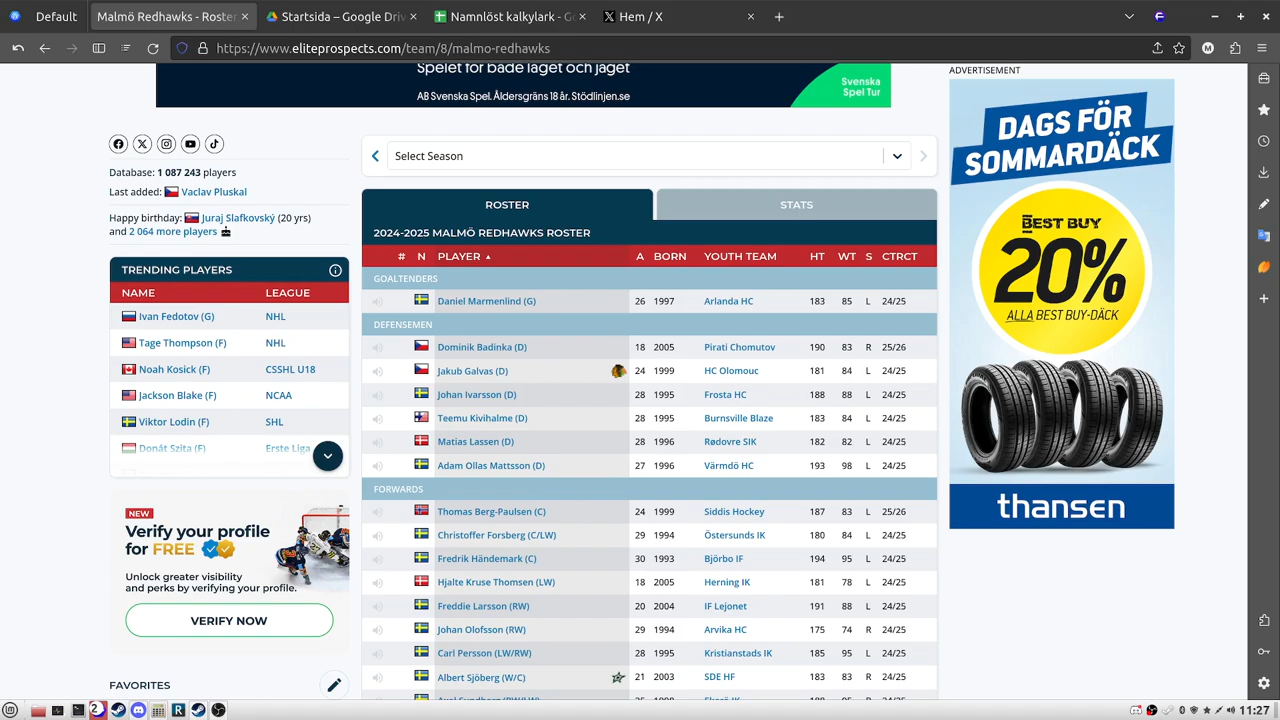 Default
Malmö Redhawks - Roster
Startsida – Google Driv
Namnlöst kalkylark - Go
Hem / X
https://www.eliteprospects.com/team/8/malmo-redhawks
Spelet för både laget och jaget
AB Svenska Spel. Åldersgräns 18 år. Stödlinjen.se
Svenska
Spel Tur
ADVERTISEMENT
Database: 1 087 243 players
Last added: Vaclav Pluskal
Happy birthday: Juraj Slafkovský (20 yrs)
and 2 064 more players
TRENDING PLAYERS
NAME LEAGUE
Ivan Fedotov (G) NHL
Tage Thompson (F) NHL
Noah Kosick (F) CSSHL U18
Jackson Blake (F) NCAA
Viktor Lodin (F) SHL
Donát Szita (F) Erste Liga
NEW
Verify your profile
for FREE
Unlock greater visibility
and perks by verifying your profile.
VERIFY NOW
FAVORITES
Select Season
ROSTER STATS
2024-2025 MALMÖ REDHAWKS ROSTER
# N PLAYER A BORN YOUTH TEAM HT WT S CTRCT
GOALTENDERS
Daniel Marmenlind (G) 26 1997 Arlanda HC 183 85 L 24/25
DEFENSEMEN
Dominik Badinka (D) 18 2005 Pirati Chomutov 190 83 R 25/26
Jakub Galvas (D) 24 1999 HC Olomouc 181 84 L 24/25
Johan Ivarsson (D) 28 1995 Frosta HC 188 88 L 24/25
Teemu Kivihalme (D) 28 1995 Burnsville Blaze 183 84 L 24/25
Matias Lassen (D) 28 1996 Rødovre SIK 182 82 L 24/25
Adam Ollas Mattsson (D) 27 1996 Värmdö HC 193 98 L 24/25
FORWARDS
Thomas Berg-Paulsen (C) 24 1999 Siddis Hockey 187 83 L 25/26
Christoffer Forsberg (C/LW) 29 1994 Östersunds IK 180 84 L 24/25
Fredrik Händemark (C) 30 1993 Björbo IF 194 95 L 24/25
Hjalte Kruse Thomsen (LW) 18 2005 Herning IK 181 78 L 24/25
Freddie Larsson (RW) 20 2004 IF Lejonet 191 88 L 24/25
Johan Olofsson (RW) 29 1994 Arvika HC 175 74 R 24/25
Carl Persson (LW/RW) 28 1995 Kristianstads IK 185 95 L 24/25
Albert Sjöberg (W/C) 21 2003 SDE HF 183 83 R 24/25
DAGS FÖR
SOMMARDÄCK
BEST BUY
20%
ALLA BEST BUY-DÄCK
thansen
11:27